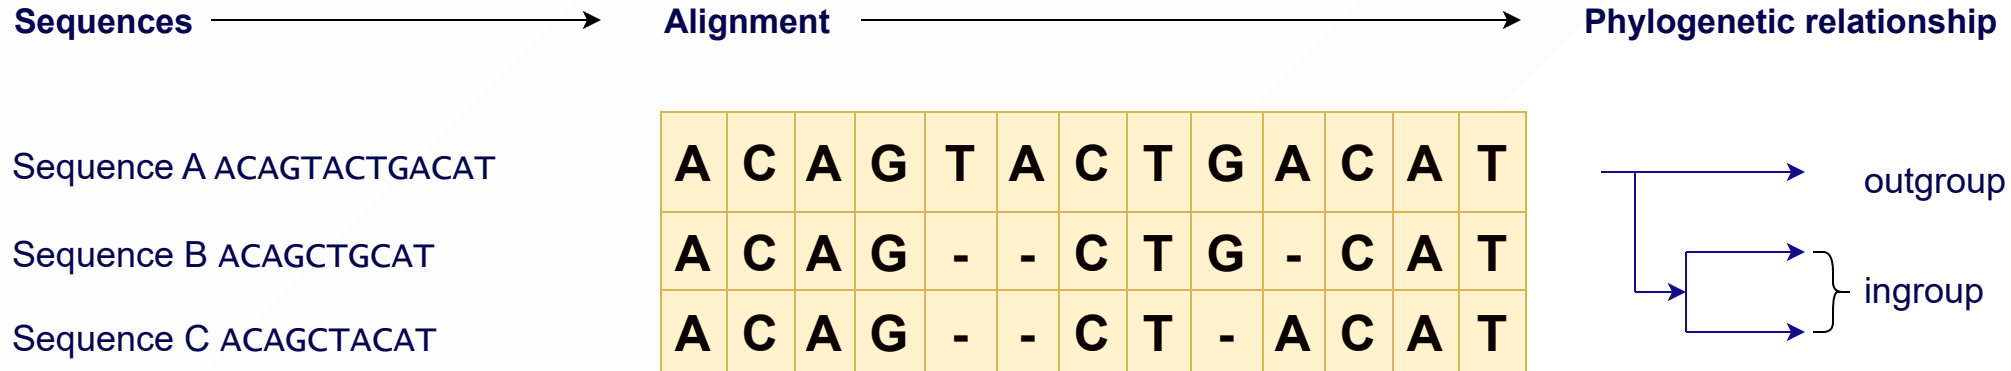 Sequences Alignment Phylogenetic relationship
Sequence A ACAGTACTGACAT A C A G T A C T G A C A T outgroup
Sequence B ACAGCTGCAT A C A G - - C T G - C A T
ingroup
Sequence C ACAGCTACAT A C A G - - C T - A C A T